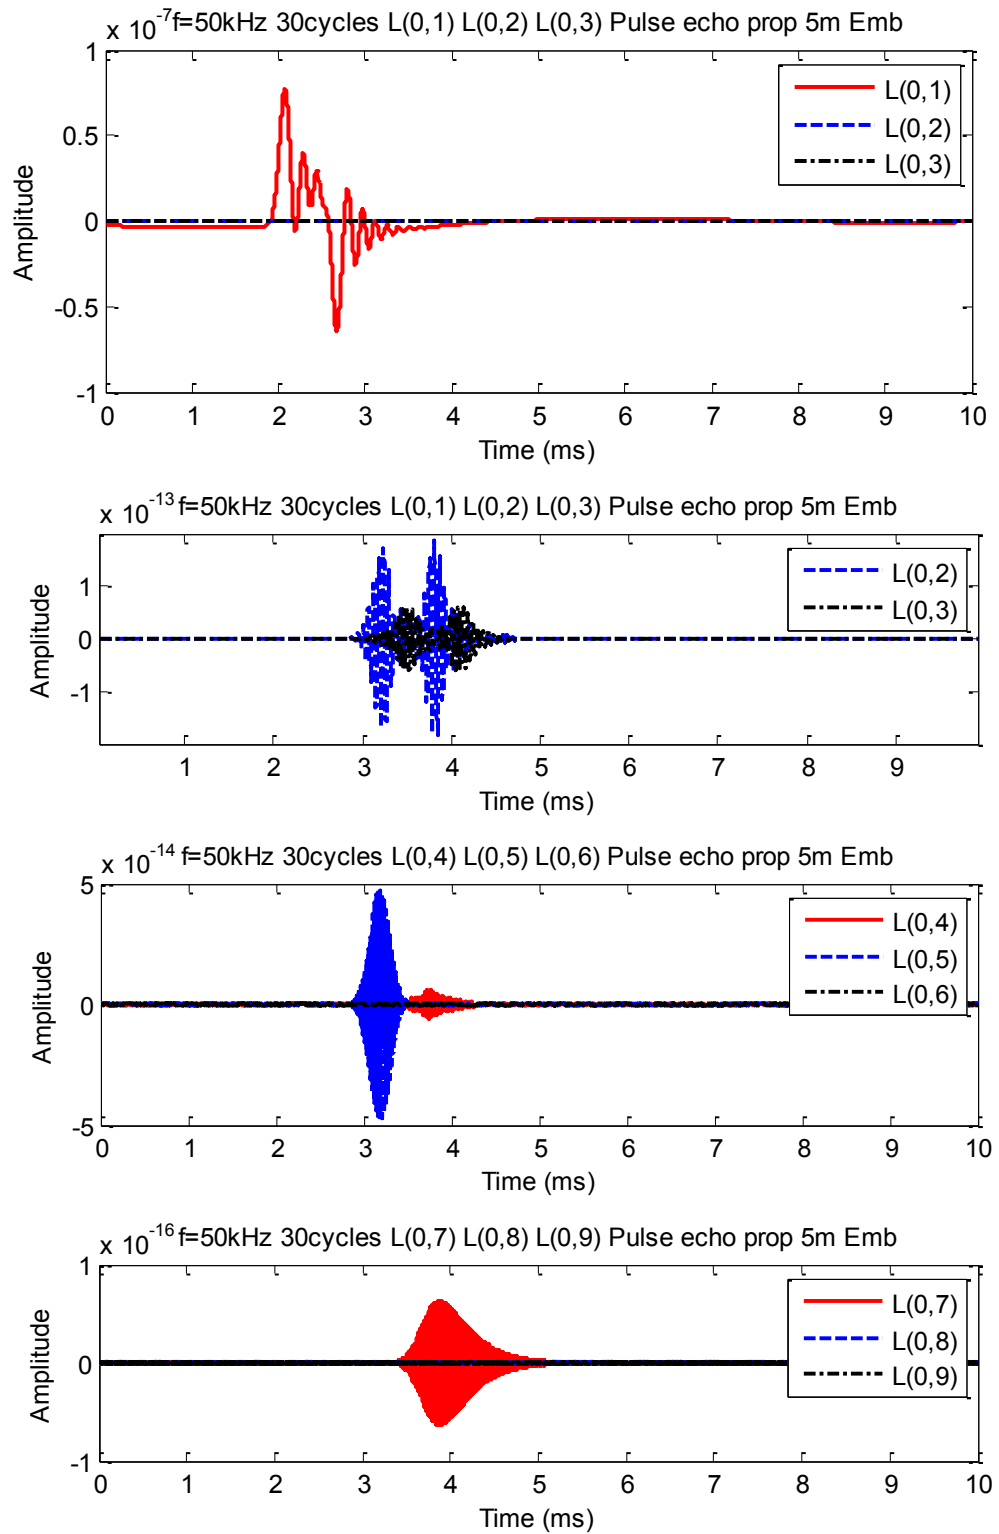 x 10^-7 f=50kHz 30cycles L(0,1) L(0,2) L(0,3) Pulse echo prop 5m Emb
1
0.5
0
-0.5
-1
Amplitude
L(0,1)
L(0,2)
L(0,3)
0 1 2 3 4 5 6 7 8 9 10
Time (ms)
x 10^-13 f=50kHz 30cycles L(0,1) L(0,2) L(0,3) Pulse echo prop 5m Emb
1
0
-1
Amplitude
L(0,2)
L(0,3)
1 2 3 4 5 6 7 8 9
Time (ms)
x 10^-14 f=50kHz 30cycles L(0,4) L(0,5) L(0,6) Pulse echo prop 5m Emb
5
0
-5
Amplitude
L(0,4)
L(0,5)
L(0,6)
0 1 2 3 4 5 6 7 8 9 10
Time (ms)
x 10^-16 f=50kHz 30cycles L(0,7) L(0,8) L(0,9) Pulse echo prop 5m Emb
1
0
-1
Amplitude
L(0,7)
L(0,8)
L(0,9)
0 1 2 3 4 5 6 7 8 9 10
Time (ms)